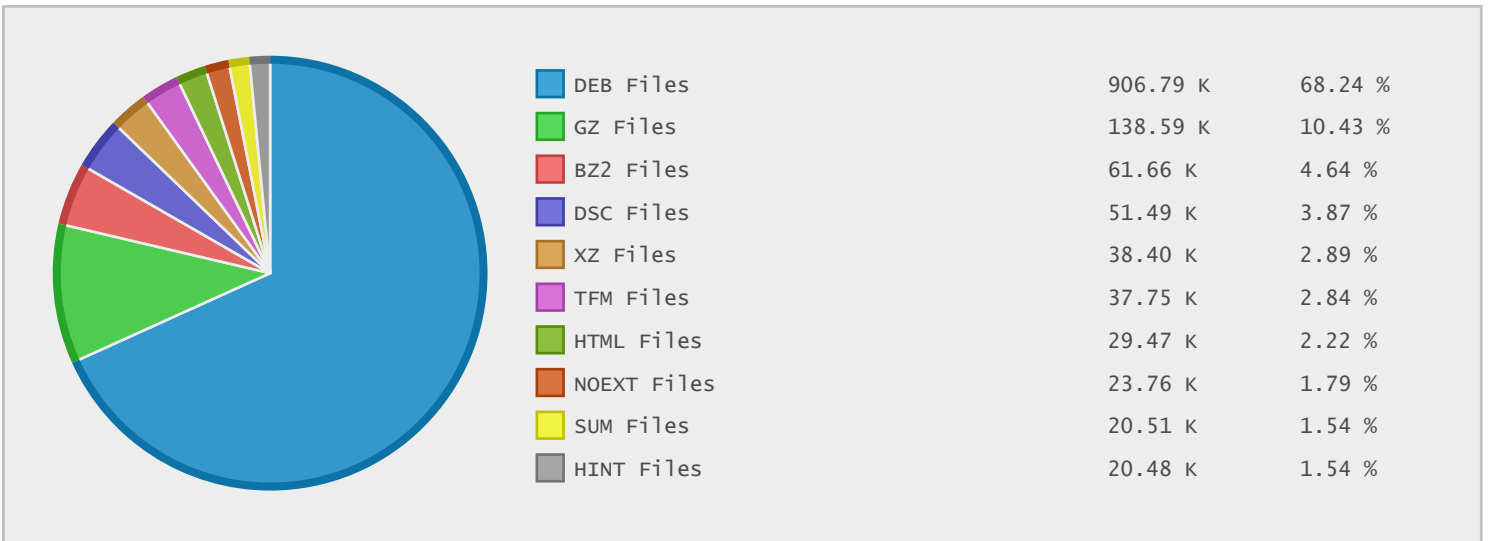 DEB Files 906.79 K 68.24 %
GZ Files 138.59 K 10.43 %
BZ2 Files 61.66 K 4.64 %
DSC Files 51.49 K 3.87 %
XZ Files 38.40 K 2.89 %
TFM Files 37.75 K 2.84 %
HTML Files 29.47 K 2.22 %
NOEXT Files 23.76 K 1.79 %
SUM Files 20.51 K 1.54 %
HINT Files 20.48 K 1.54 %